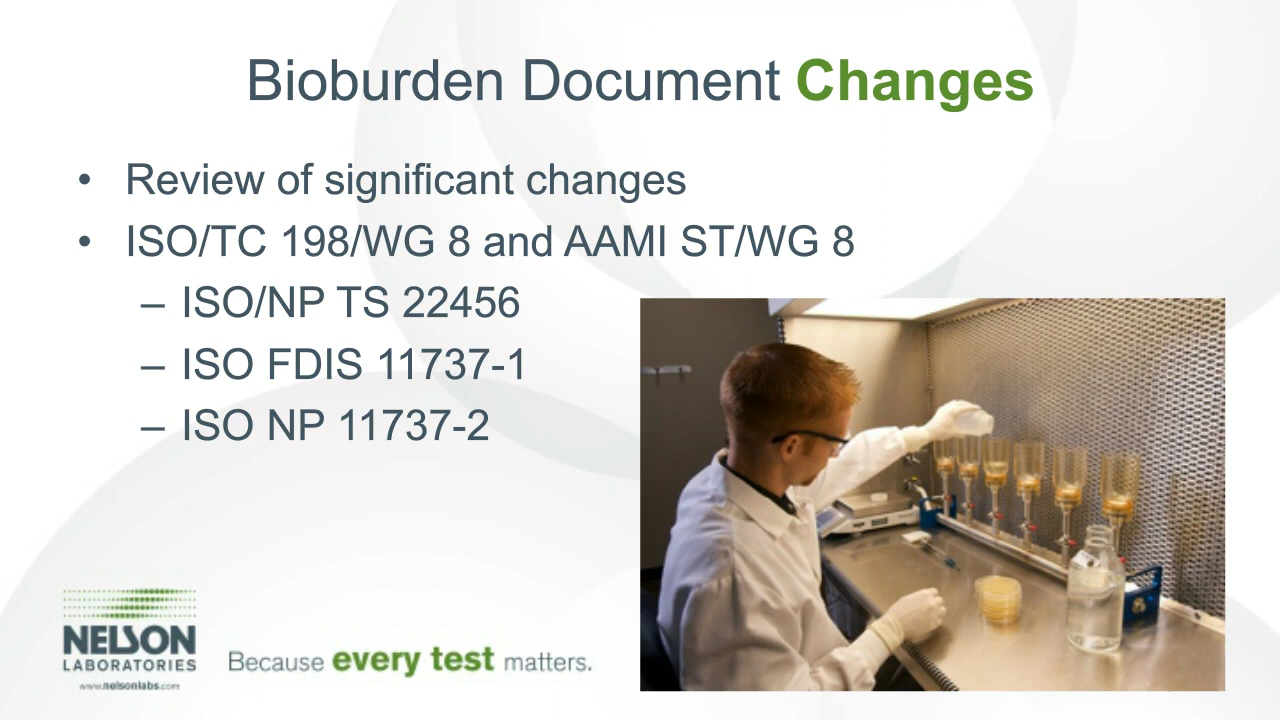 Bioburden Document Changes
• Review of significant changes
• ISO/TC 198/WG 8 and AAMI ST/WG 8
– ISO/NP TS 22456
– ISO FDIS 11737-1
– ISO NP 11737-2
NELSON
LABORATORIES
www.nelsonlabs.com
Because every test matters.